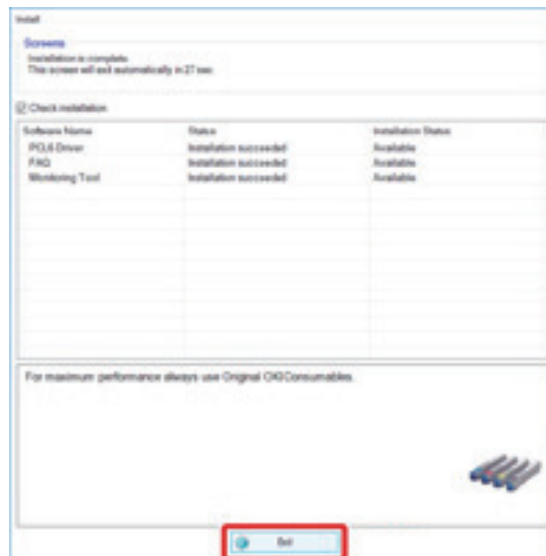 Install
Screens
Installation is complete.
This screen will exit automatically in 27 sec.
Check installation
Software Name Status Installation Status
PCL6 Driver Installation succeeded Available
FAQ Installation succeeded Available
Monitoring Tool Installation succeeded Available
For maximum performance always use Original OKI Consumables.
Exit